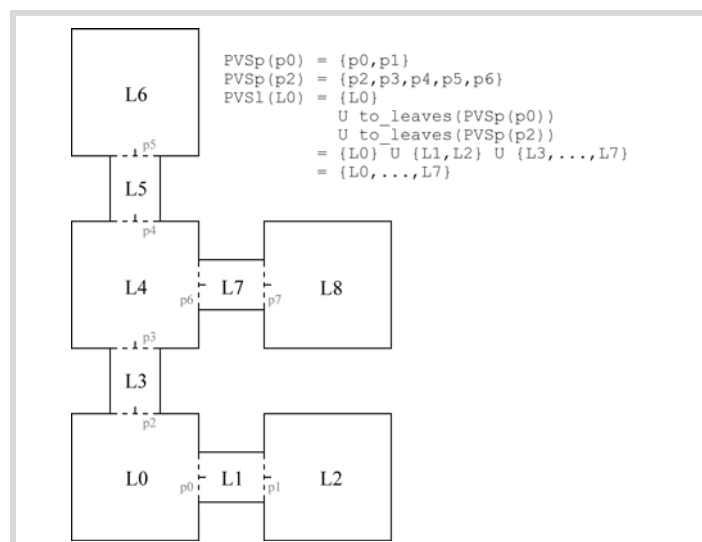 PVSp(p0) = {p0,p1}
PVSp(p2) = {p2,p3,p4,p5,p6}
PVSl(L0) = {L0}
U to_leaves(PVSp(p0))
U to_leaves(PVSp(p2))
= {L0} U {L1,L2} U {L3,...,L7}
= {L0,...,L7}
L6
p5
L5
p4
L4
p6
L7
p7
L8
p3
L3
p2
L0
p0
L1
p1
L2